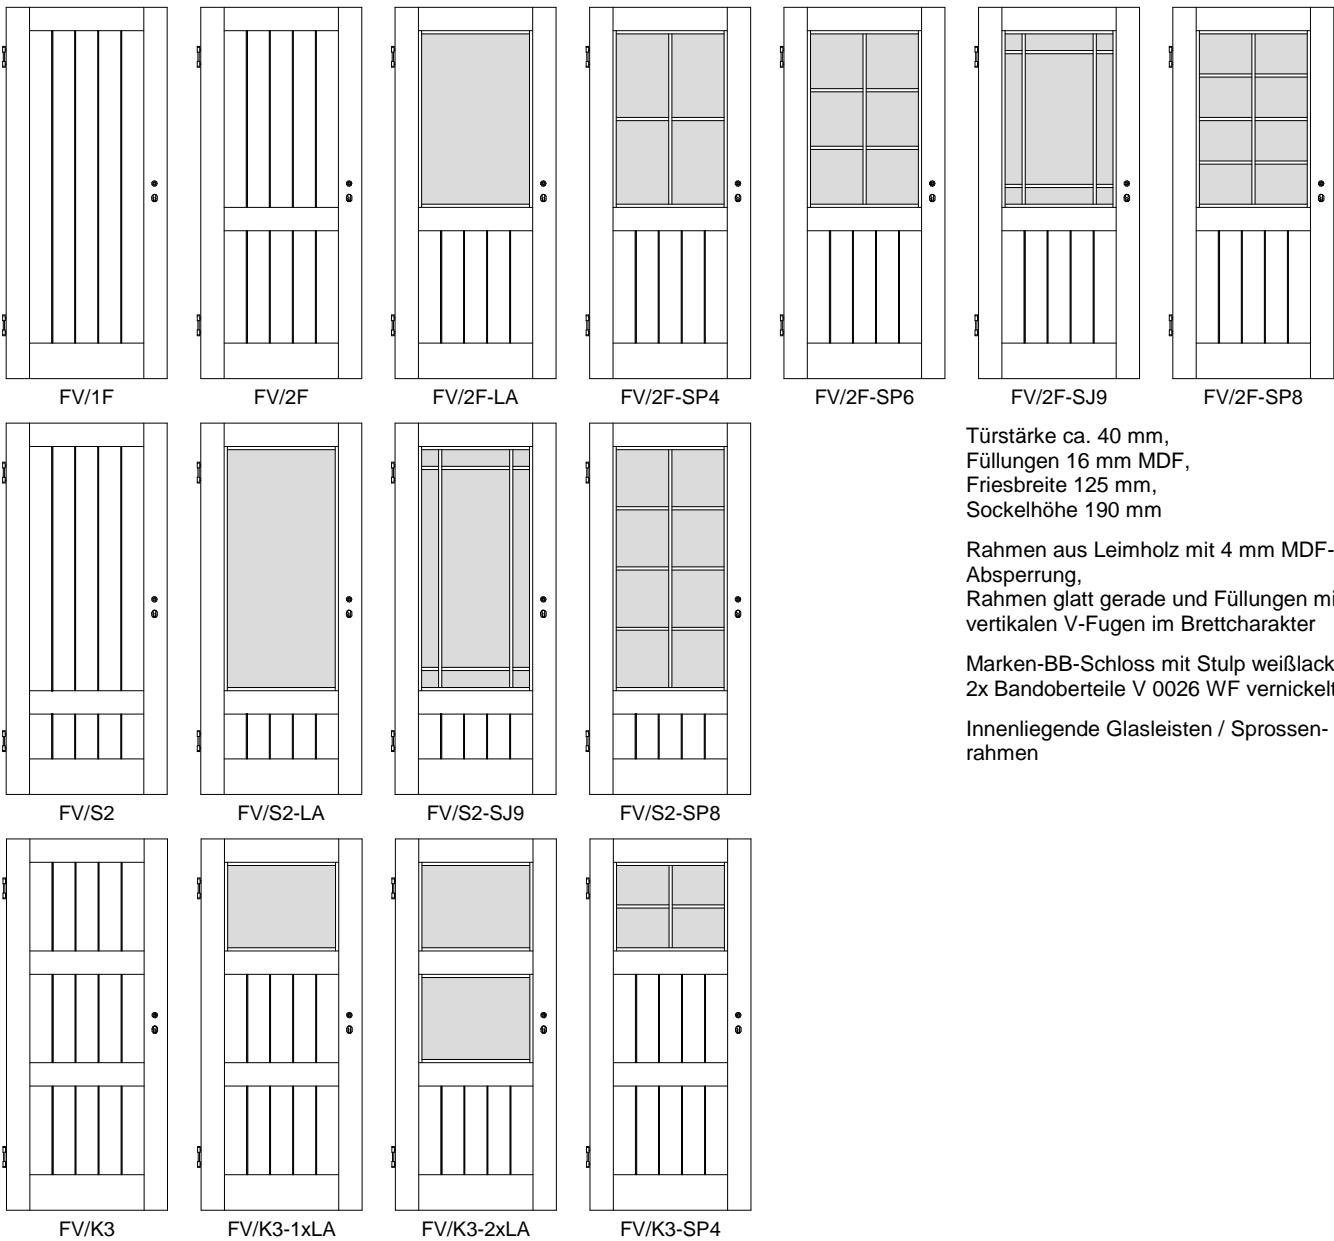 FV/1F
FV/2F
FV/2F-LA
FV/2F-SP4
FV/2F-SP6
FV/2F-SJ9
FV/2F-SP8
Türstärke ca. 40 mm,
Füllungen 16 mm MDF,
Friesbreite 125 mm,
Sockelhöhe 190 mm
Rahmen aus Leimholz mit 4 mm MDF-
Absperrung,
Rahmen glatt gerade und Füllungen mi
vertikalen V-Fugen im Brettcharakter
Marken-BB-Schloss mit Stulp weißlack
2x Bandoberteile V 0026 WF vernickelt
Innenliegende Glasleisten / Sprossen-
rahmen
FV/S2
FV/S2-LA
FV/S2-SJ9
FV/S2-SP8
FV/K3
FV/K3-1xLA
FV/K3-2xLA
FV/K3-SP4